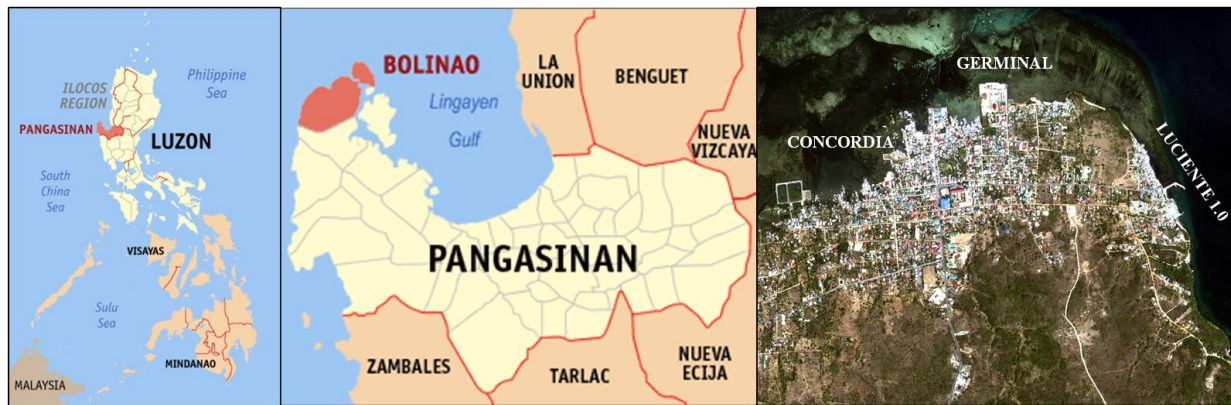 Philippine
Sea
ILOCOS
REGION
PANGASINAN
LUZON
South
China
Sea
VISAYAS
Sulu
Sea
MINDANAO
MALAYSIA
BOLINAO
Lingayen
Gulf
LA
UNION
BENGUET
NUEVA
VIZCAYA
PANGASINAN
ZAMBALES
TARLAC
NUEVA
ECIJA
GERMINAL
CONCORDIA
LUCIENTE 1.0